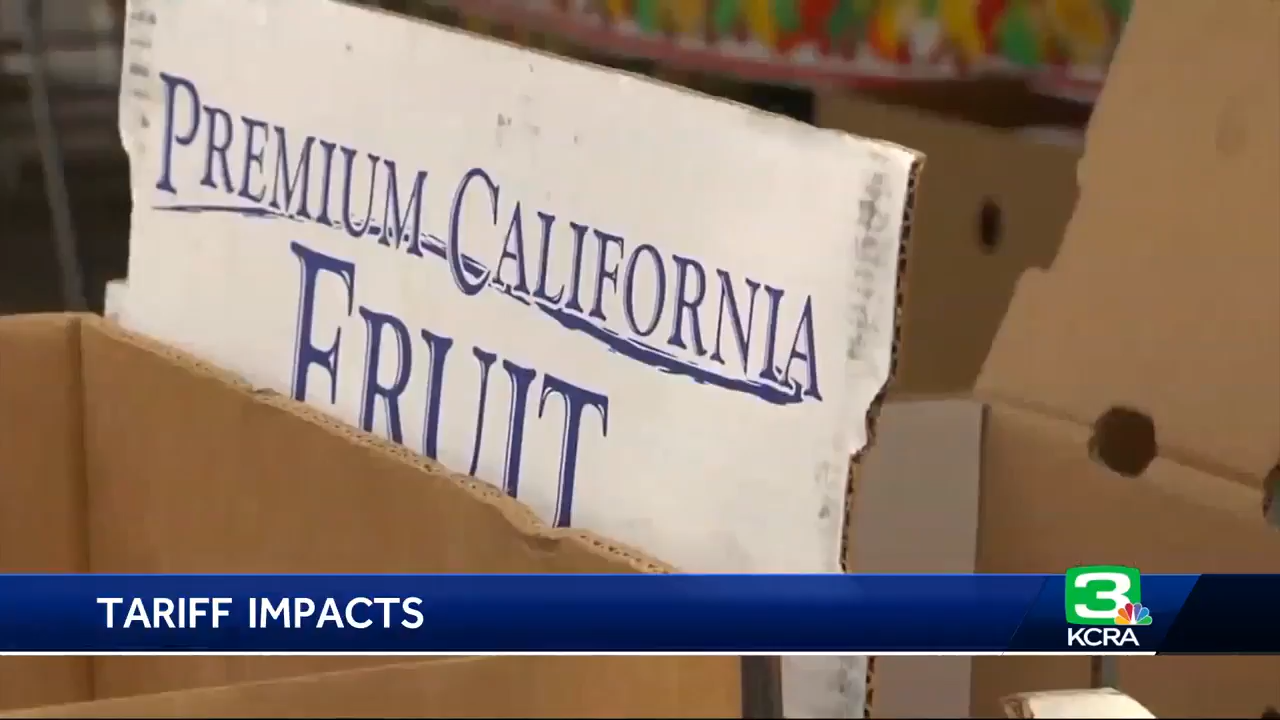 PREMIUM CALIFORNIA
FRUIT
TARIFF IMPACTS
3
KCRA